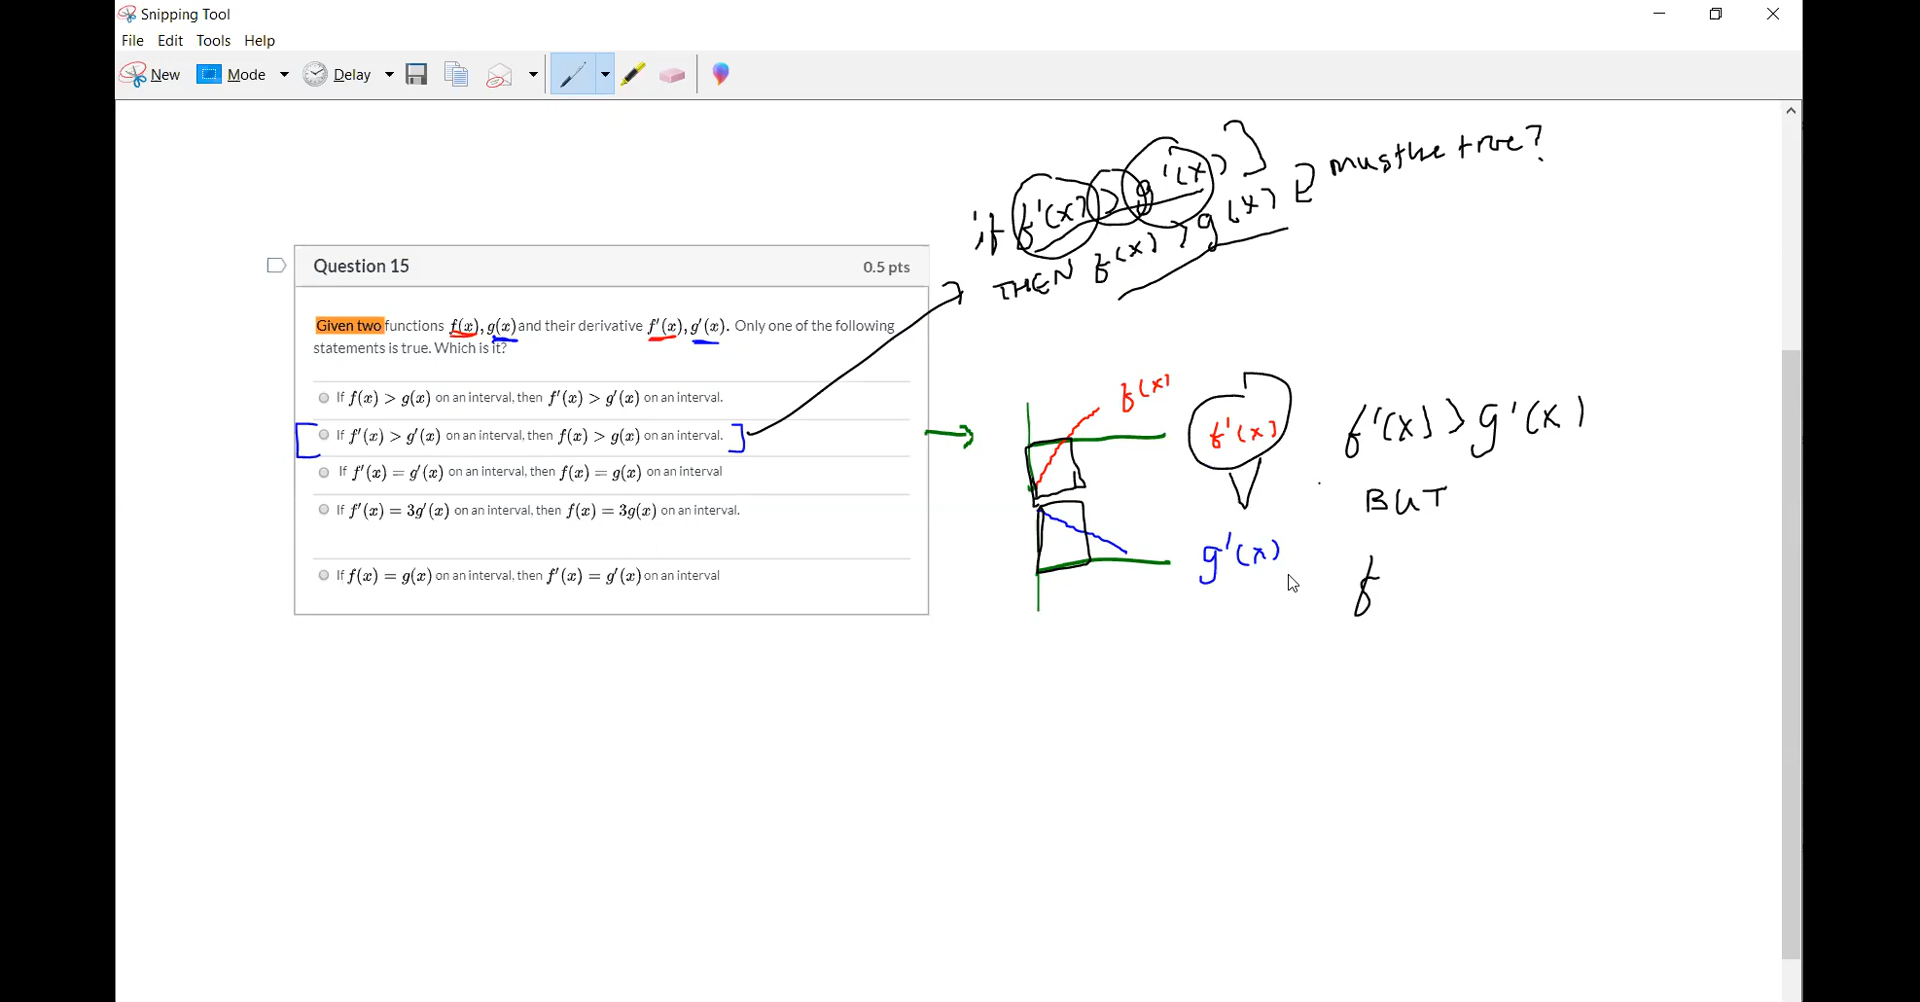 Snipping Tool
File Edit Tools Help
New Mode Delay
if f'(x) > g'(x) must be true?
THEN f(x) > g(x)
Question 15 0.5 pts
Given two functions f(x), g(x) and their derivative f′(x), g′(x). Only one of the following
statements is true. Which is it?
If f(x) > g(x) on an interval, then f′(x) > g′(x) on an interval.
If f′(x) > g′(x) on an interval, then f(x) > g(x) on an interval.
If f′(x) = g′(x) on an interval, then f(x) = g(x) on an interval
If f′(x) = 3g′(x) on an interval, then f(x) = 3g(x) on an interval.
If f(x) = g(x) on an interval, then f′(x) = g′(x) on an interval
f(x)
f'(x)
g'(x)
f'(x) > g'(x)
BUT
f